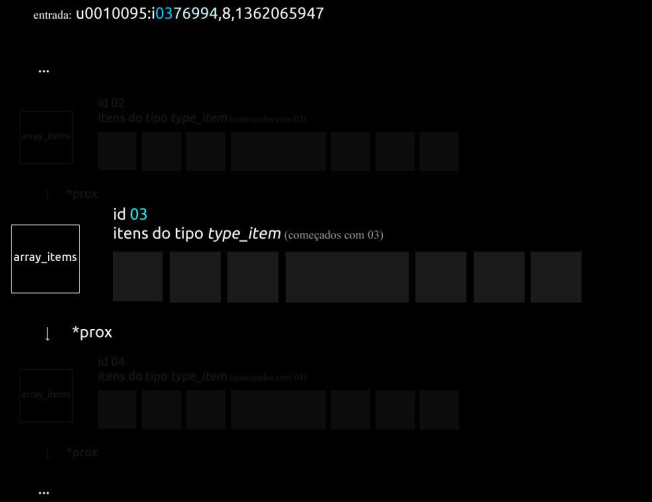 entrada: u0010095:i0376994,8,1362065947
...
id 02
itens do tipo type_item (começados com 02)
array_items
↓ *prox
id 03
itens do tipo type_item (começados com 03)
array_items
↓ *prox
id 04
itens do tipo type_item (começados com 04)
array_items
↓ *prox
...